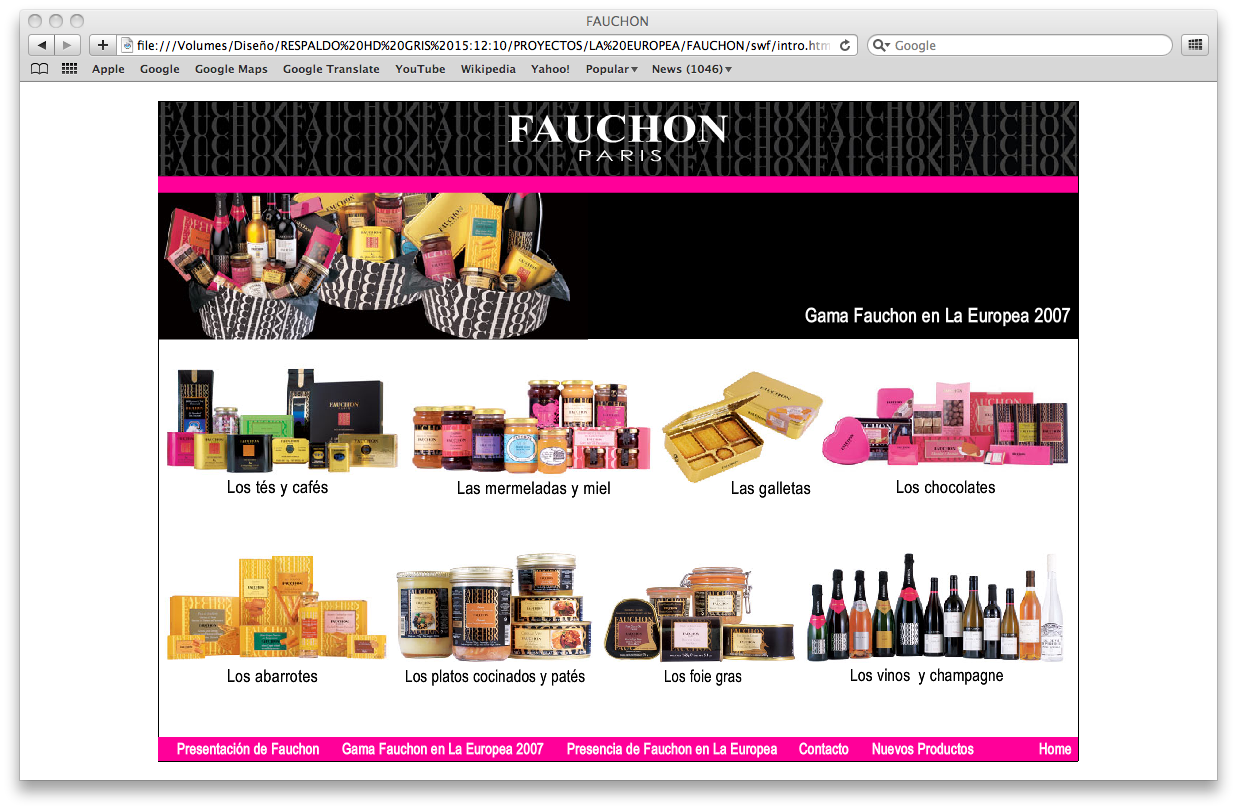 FAUCHON
file:///Volumes/Diseño/RESPALDO%20HD%20GRIS%2015:12:10/PROYECTOS/LA%20EUROPEA/FAUCHON/swf/intro.htm
Google
Apple Google Google Maps Google Translate YouTube Wikipedia Yahoo! Popular News (1046)
FAUCHON
PARIS
Gama Fauchon en La Europea 2007
Los tés y cafés
Las mermeladas y miel
Las galletas
Los chocolates
Los abarrotes
Los platos cocinados y patés
Los foie gras
Los vinos y champagne
Presentación de Fauchon Gama Fauchon en La Europea 2007 Presencia de Fauchon en La Europea Contacto Nuevos Productos Home